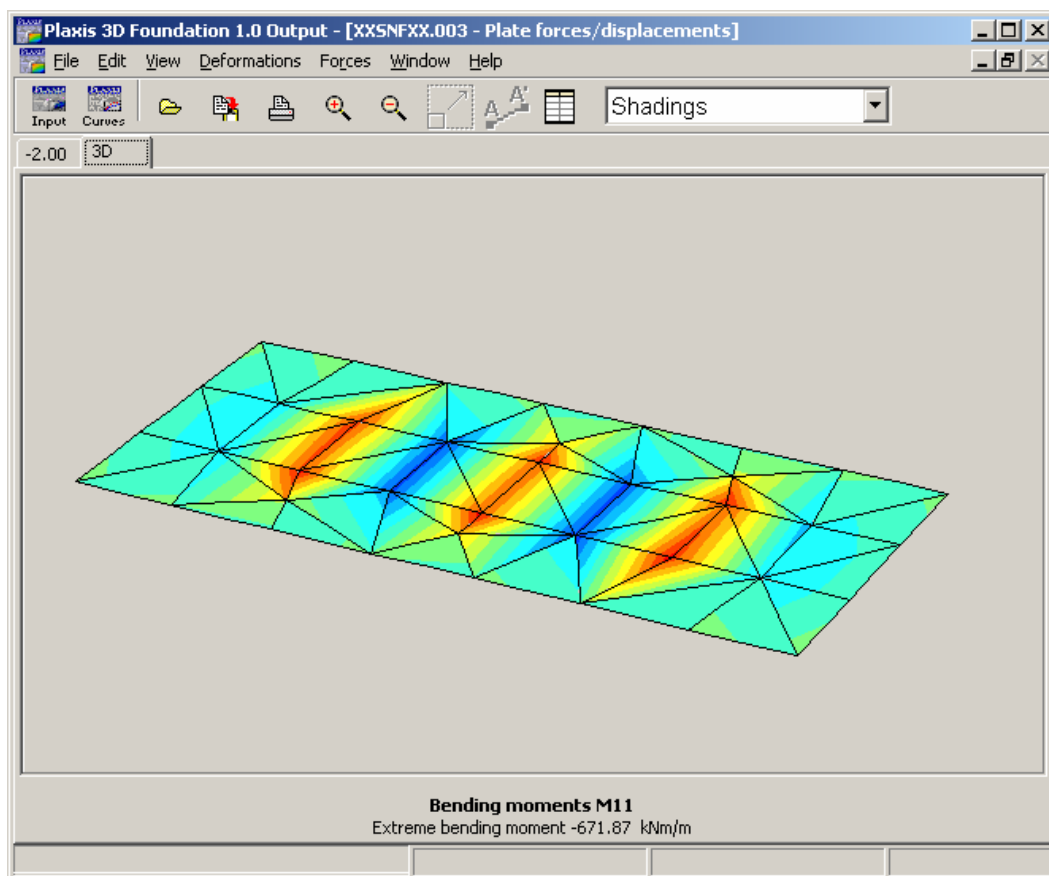 Plaxis 3D Foundation 1.0 Output - [XXSNFXX.003 - Plate forces/displacements]
File Edit View Deformations Forces Window Help
Input Curves A A' Shadings
-2.00 3D
Bending moments M11
Extreme bending moment -671.87 kNm/m